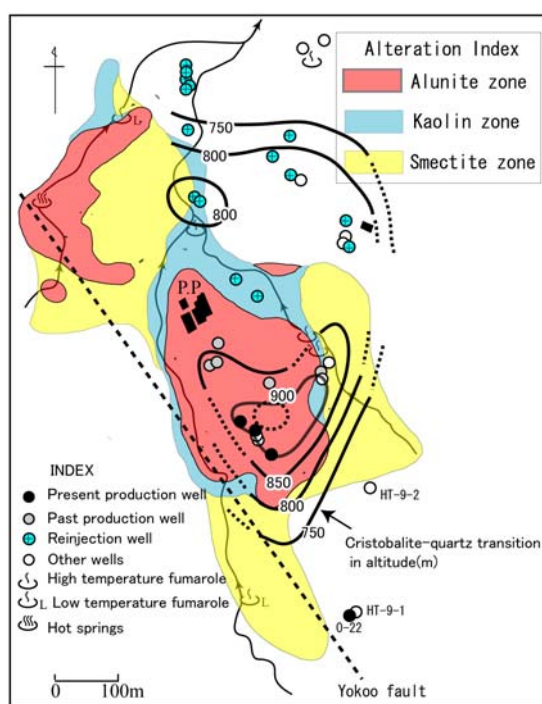 Alteration Index
Alunite zone
Kaolin zone
Smectite zone
L
750
800
800
P.P
900
850
800
750
HT-9-2
Cristobalite-quartz transition
in altitude(m)
INDEX
Present production well
Past production well
Reinjection well
Other wells
High temperature fumarole
L Low temperature fumarole
Hot springs
L
HT-9-1
O-22
0 100m
Yokoo fault